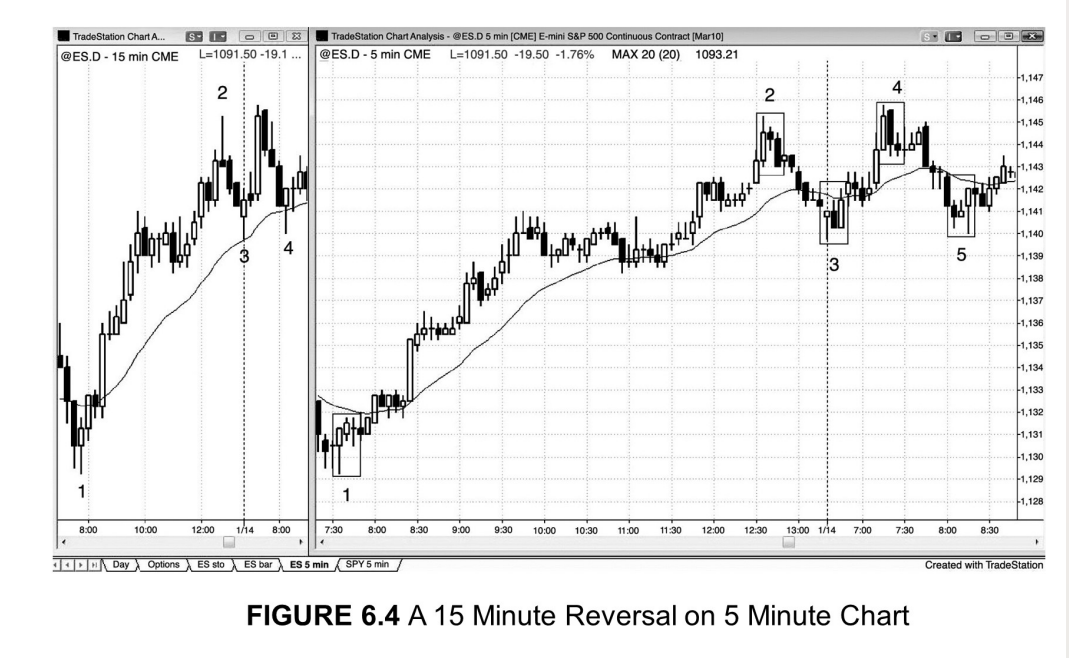 TradeStation Chart A...
S
I
@ES.D - 15 min CME L=1091.50 -19.1 ...
2
3
4
1
8:00 10:00 12:00 1/14 8:00
TradeStation Chart Analysis - @ES.D 5 min [CME] E-mini S&P 500 Continuous Contract [Mar10]
S
I
@ES.D - 5 min CME L=1091.50 -19.50 -1.76% MAX 20 (20) 1093.21
2
4
3
5
1
1,147
1,146
1,145
1,144
1,143
1,142
1,141
1,140
1,139
1,138
1,137
1,136
1,135
1,134
1,133
1,132
1,131
1,130
1,129
1,128
7:30 8:00 8:30 9:00 9:30 10:00 10:30 11:00 11:30 12:00 12:30 13:00 1/14 7:00 7:30 8:00 8:30
Day Options ES sto ES bar ES 5 min SPY 5 min
Created with TradeStation
FIGURE 6.4 A 15 Minute Reversal on 5 Minute Chart